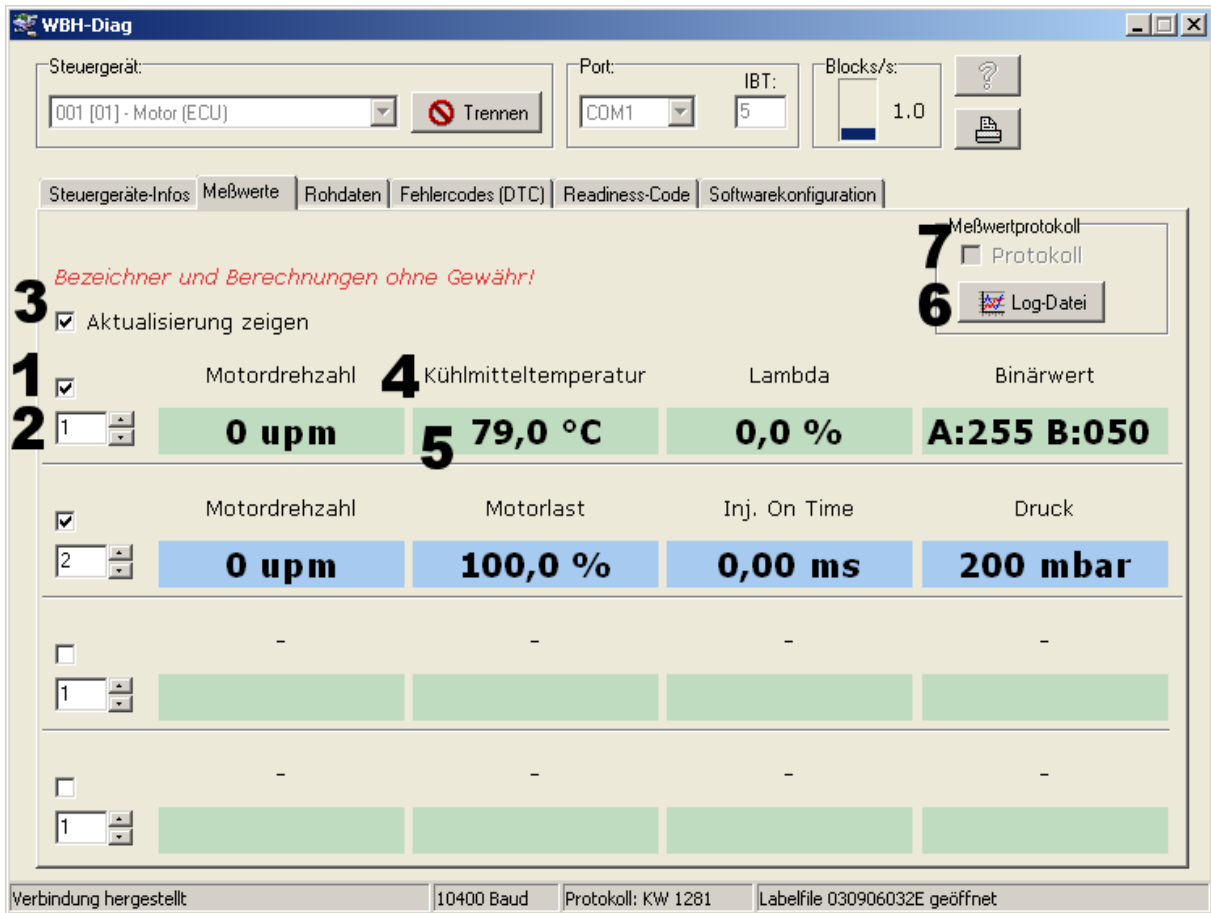 WBH-Diag
Steuergerät:
Port:
IBT:
Blocks/s:
001 [01] - Motor (ECU)
Trennen
COM1
5
1.0
?
Steuergeräte-Infos
Meßwerte
Rohdaten
Fehlercodes (DTC)
Readiness-Code
Softwarekonfiguration
Meßwertprotokoll
7
Protokoll
6
Log-Datei
Bezeichner und Berechnungen ohne Gewähr!
3
Aktualisierung zeigen
1
Motordrehzahl
4
Kühlmitteltemperatur
Lambda
Binärwert
2
1
0 upm
5
79,0 °C
0,0 %
A:255 B:050
Motordrehzahl
Motorlast
Inj. On Time
Druck
2
0 upm
100,0 %
0,00 ms
200 mbar
- - - -
1
- - - -
1
Verbindung hergestellt
10400 Baud
Protokoll: KW 1281
Labelfile 030906032E geöffnet